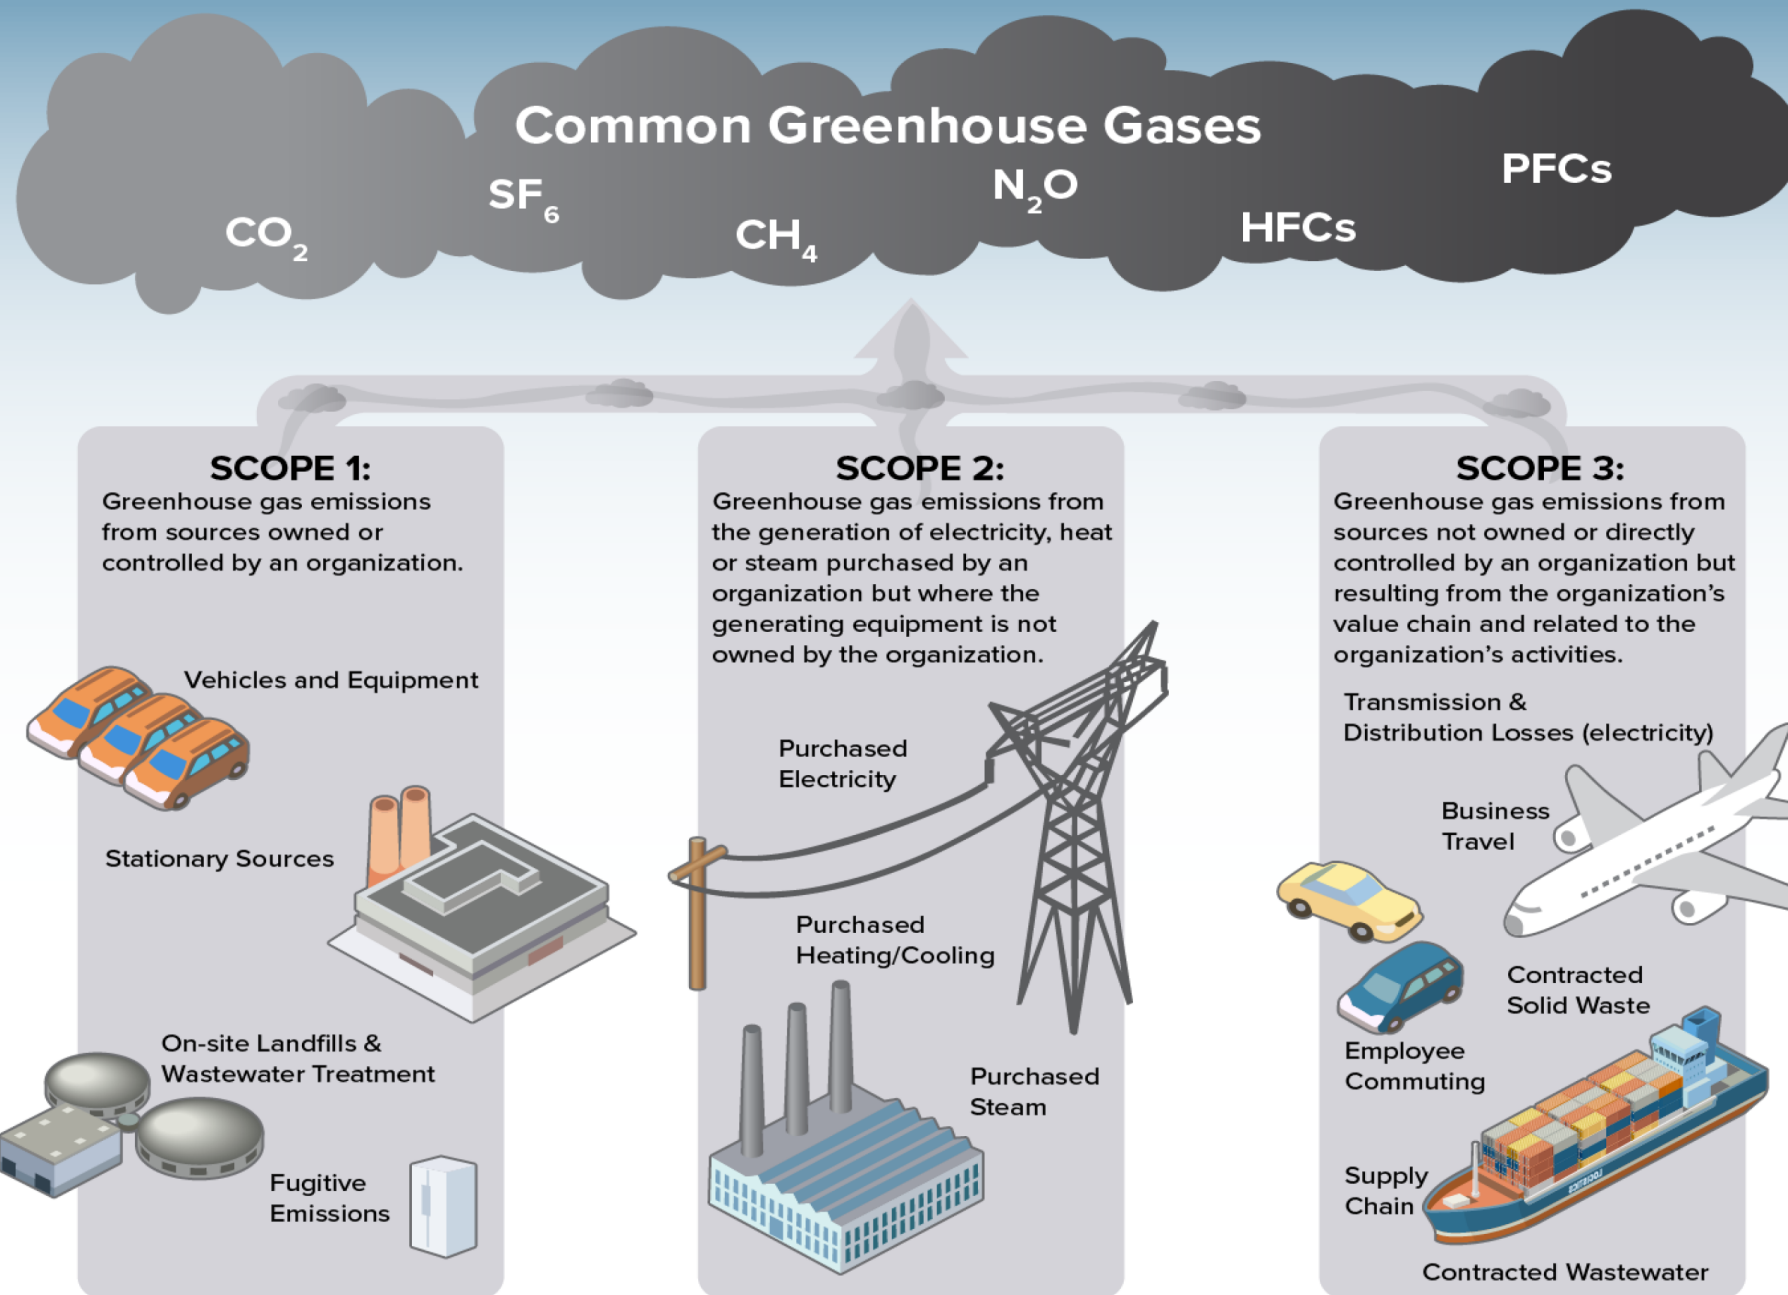 Common Greenhouse Gases
CO₂
SF₆
CH₄
N₂O
HFCs
PFCs
SCOPE 1:
Greenhouse gas emissions
from sources owned or
controlled by an organization.
Vehicles and Equipment
Stationary Sources
On-site Landfills &
Wastewater Treatment
Fugitive
Emissions
SCOPE 2:
Greenhouse gas emissions from
the generation of electricity, heat
or steam purchased by an
organization but where the
generating equipment is not
owned by the organization.
Purchased
Electricity
Purchased
Heating/Cooling
Purchased
Steam
SCOPE 3:
Greenhouse gas emissions from
sources not owned or directly
controlled by an organization but
resulting from the organization's
value chain and related to the
organization's activities.
Transmission &
Distribution Losses (electricity)
Business
Travel
Contracted
Solid Waste
Employee
Commuting
Supply
Chain
LOGISTICS
Contracted Wastewater